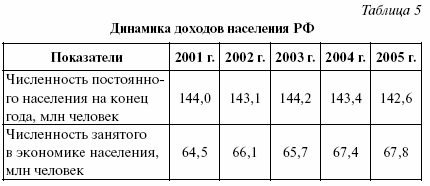 Таблица 5
Динамика доходов населения РФ
Показатели 2001 г. 2002 г. 2003 г. 2004 г. 2005 г.
Численность постоянно-
го населения на конец
года, млн человек 144,0 143,1 144,2 143,4 142,6
Численность занятого
в экономике населения,
млн человек 64,5 66,1 65,7 67,4 67,8